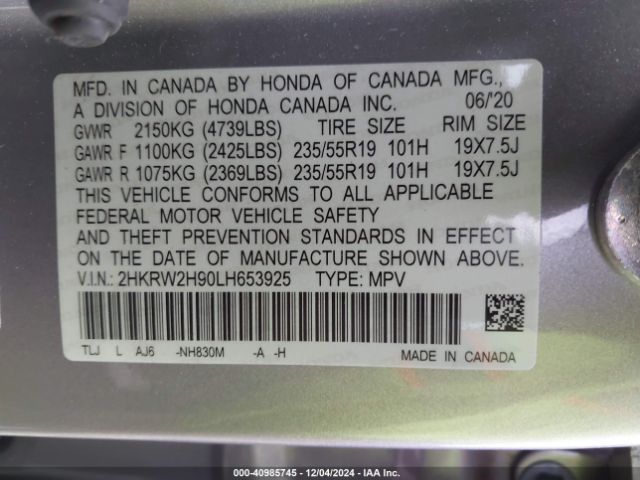 MFD. IN CANADA BY HONDA OF CANADA MFG.,
A DIVISION OF HONDA CANADA INC. 06/'20
GVWR 2150KG (4739LBS) TIRE SIZE RIM SIZE
GAWR F 1100KG (2425LBS) 235/55R19 101H 19X7.5J
GAWR R 1075KG (2369LBS) 235/55R19 101H 19X7.5J
THIS VEHICLE CONFORMS TO ALL APPLICABLE
FEDERAL MOTOR VEHICLE SAFETY
AND THEFT PREVENTION STANDARDS IN EFFECT
ON THE DATE OF MANUFACTURE SHOWN ABOVE.
V.I.N.: 2HKRW2H90LH653925 TYPE: MPV
TLJ L AJ6 -NH830M -A -H MADE IN CANADA
000-40985745 - 12/04/2024 - IAA Inc.